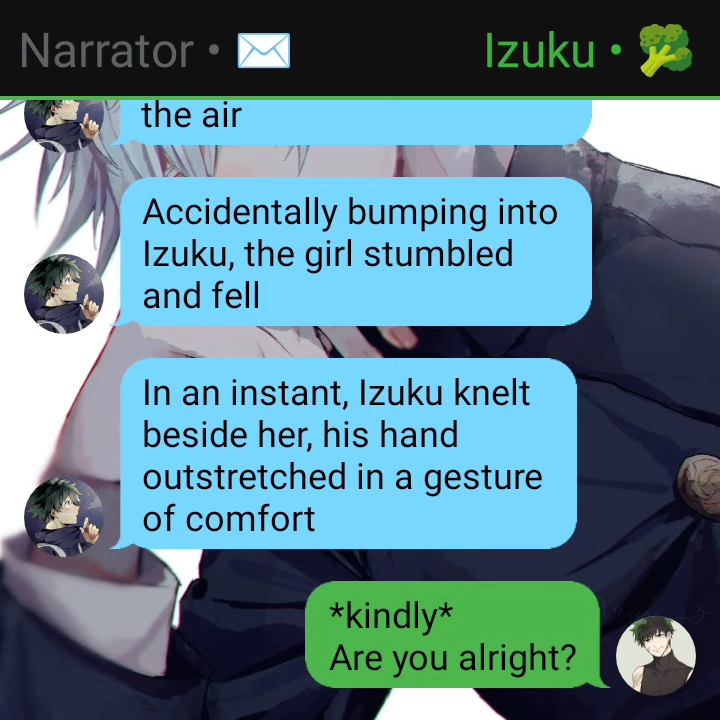 Narrator • ✉️
Izuku • 🥦
the air
Accidentally bumping into
Izuku, the girl stumbled
and fell
In an instant, Izuku knelt
beside her, his hand
outstretched in a gesture
of comfort
*kindly*
Are you alright?